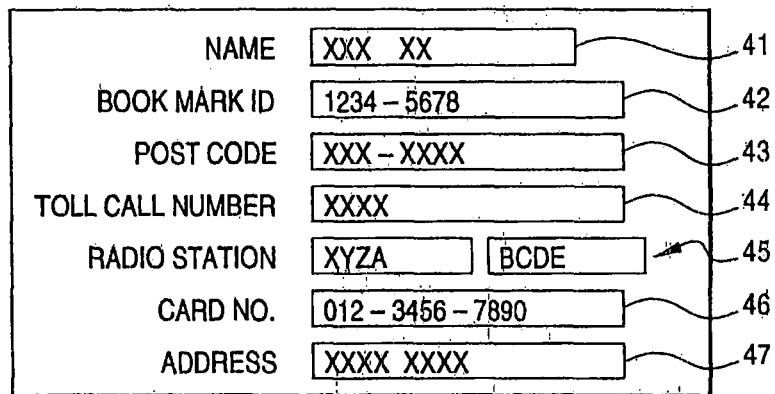 NAME XXX XX 41
BOOK MARK ID 1234 – 5678 42
POST CODE XXX – XXXX 43
TOLL CALL NUMBER XXXX 44
RADIO STATION XYZA BCDE 45
CARD NO. 012 – 3456 – 7890 46
ADDRESS XXXX XXXX 47